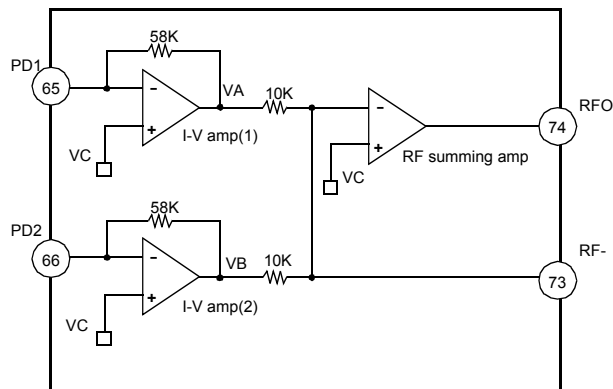 58K
PD1
65
VA
10K
I-V amp(1)
VC
VC
RF summing amp
RFO
74
58K
PD2
66
VB
10K
I-V amp(2)
VC
RF-
73